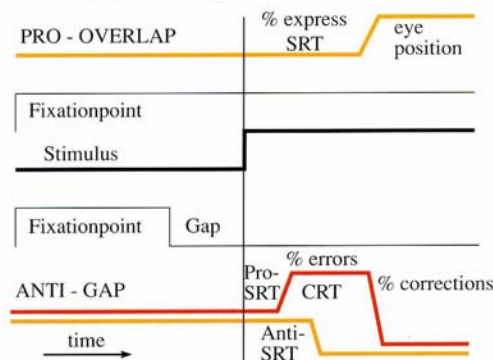 % express
PRO - OVERLAP
SRT
eye
position
Fixationpoint
Stimulus
Fixationpoint
Gap
% errors
Pro-
SRT
CRT
% corrections
ANTI - GAP
Anti-
SRT
time